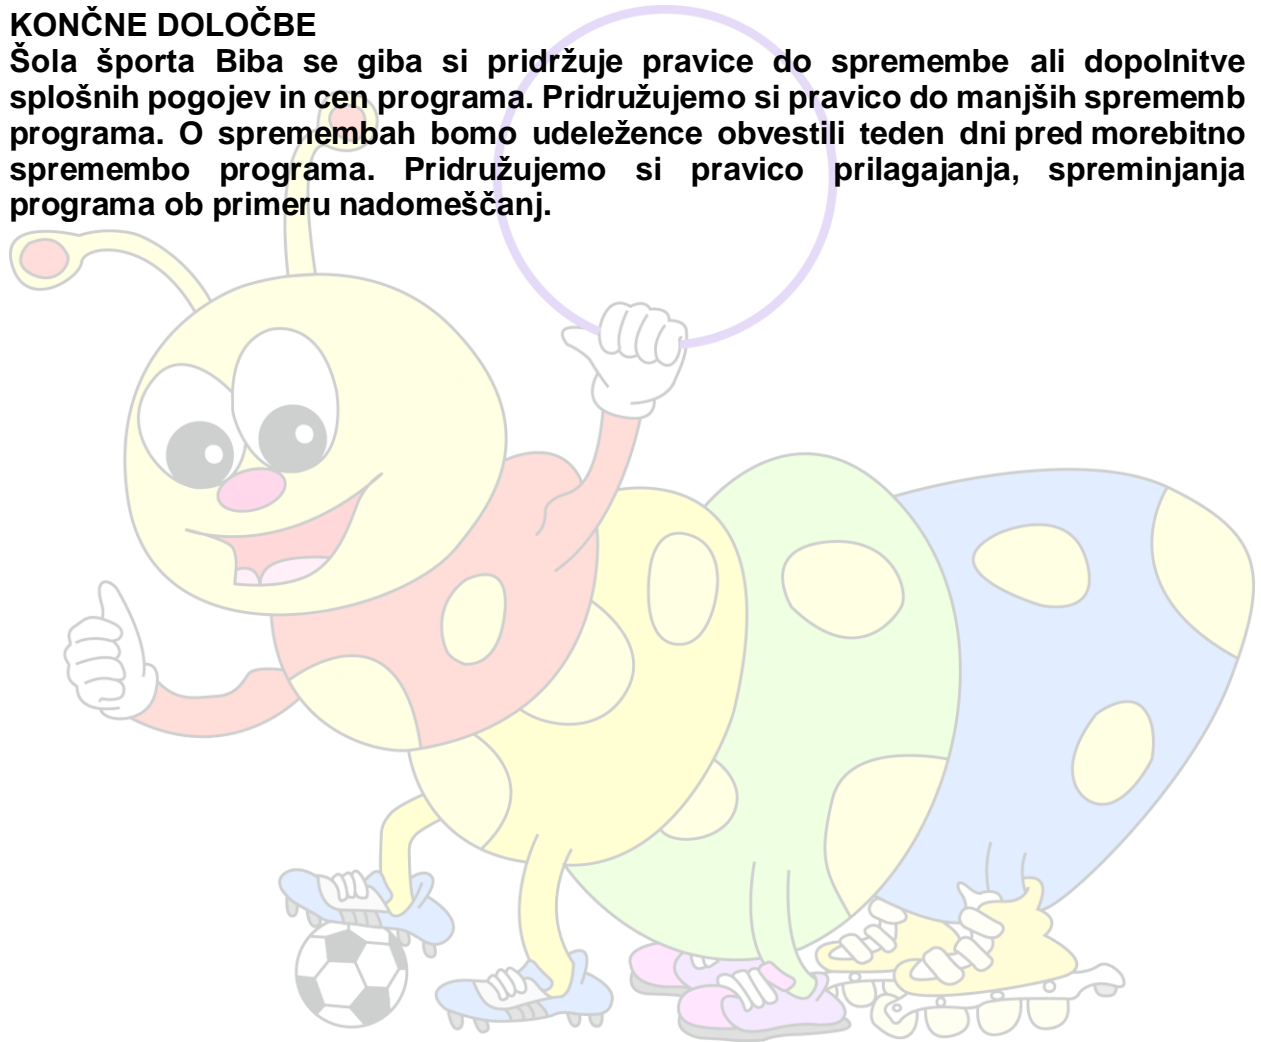 KONČNE DOLOČBE
Šola športa Biba se giba si pridržuje pravice do spremembe ali dopolnitve
splošnih pogojev in cen programa. Pridružujemo si pravico do manjših sprememb
programa. O spremembah bomo udeležence obvestili teden dni pred morebitno
spremembo programa. Pridružujemo si pravico prilagajanja, spreminjanja
programa ob primeru nadomeščanj.